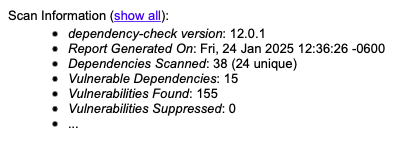 Scan Information (show all):
• dependency-check version: 12.0.1
• Report Generated On: Fri, 24 Jan 2025 12:36:26 -0600
• Dependencies Scanned: 38 (24 unique)
• Vulnerable Dependencies: 15
• Vulnerabilities Found: 155
• Vulnerabilities Suppressed: 0
• ...